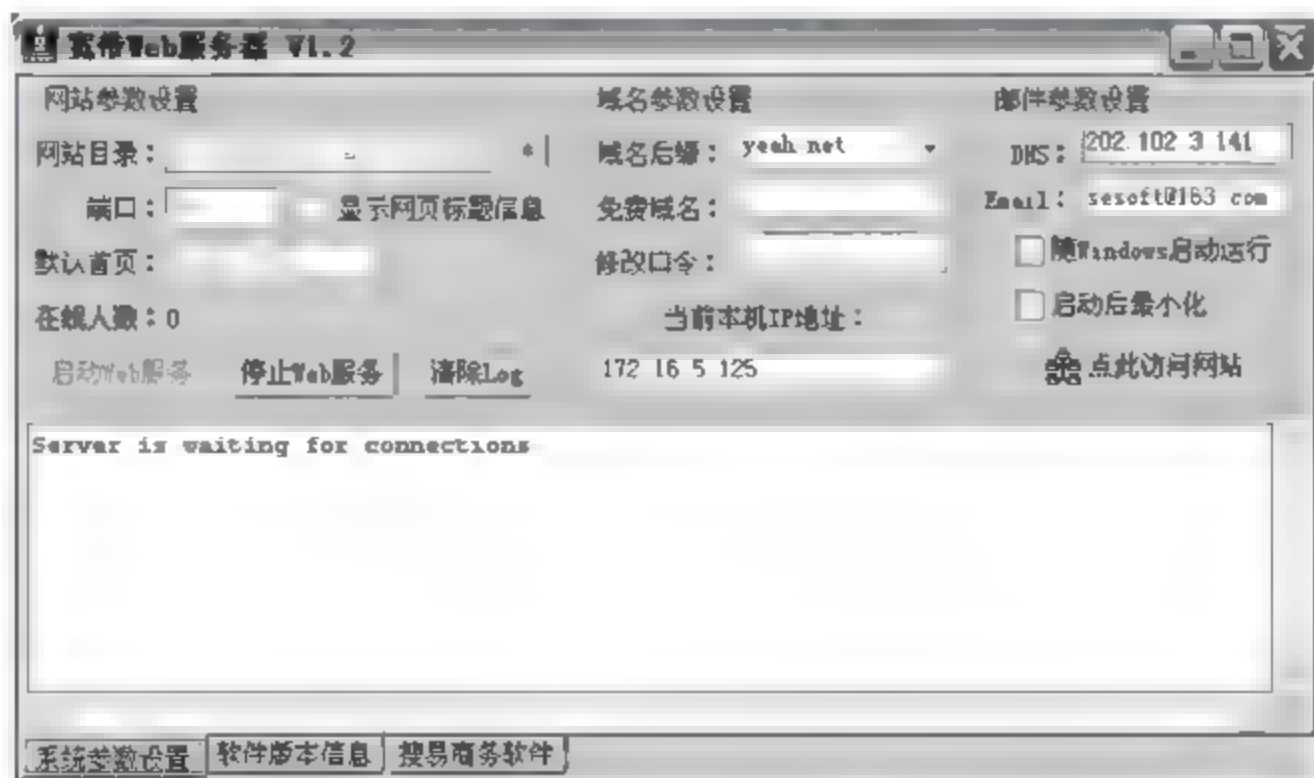 宽带Web服务器 V1.2
网站参数设置 域名参数设置 邮件参数设置
网站目录： 域名后缀： yeah.net DNS： 202.102.3.141
端口： 显示网页标题信息 免费域名： Email： sesoft@163.com
默认首页： 修改口令： 随Windows启动运行
在线人数：0 当前本机IP地址： 启动后最小化
启动Web服务 停止Web服务 清除Log 172.16.5.125 点此访问网站
Server is waiting for connections
系统参数设置 软件版本信息 搜易商务软件